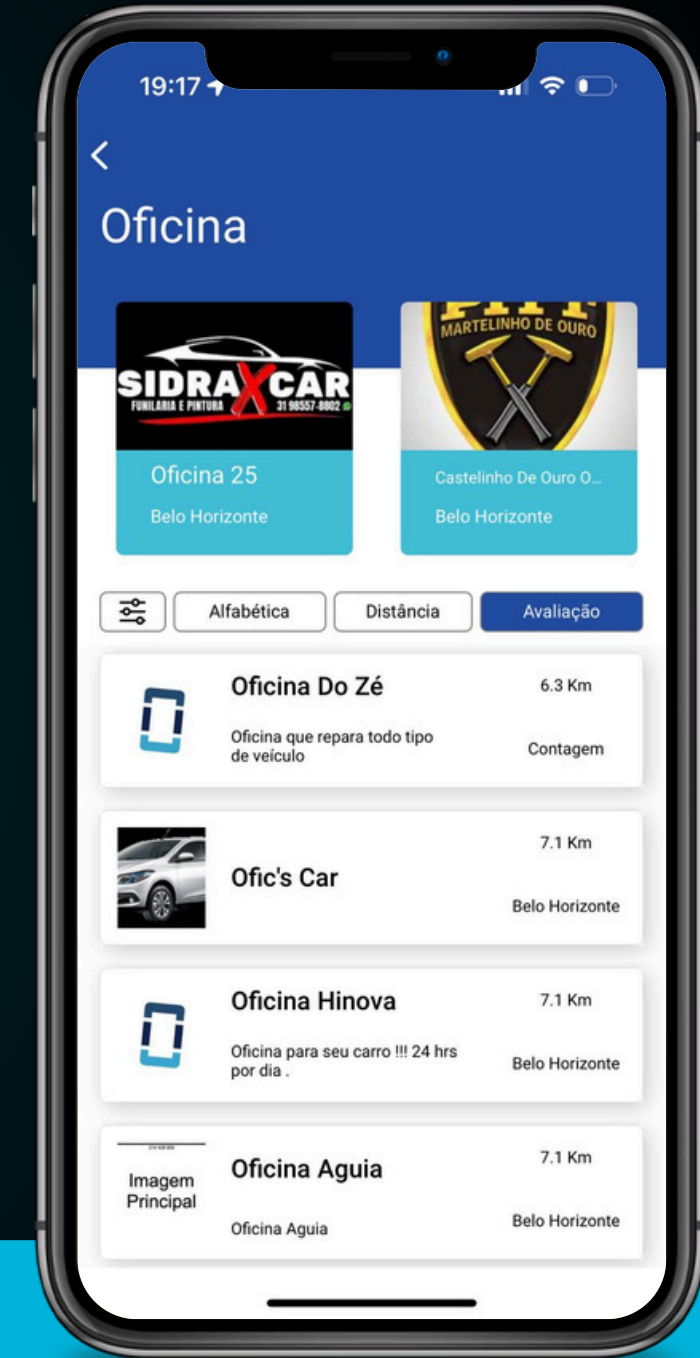 19:17
Oficina
SIDRAXCAR
FUNILARIA E PINTURA 31 98557-8802
MARTELINHO DE OURO
Oficina 25
Belo Horizonte
Castelinho De Ouro O...
Belo Horizonte
Alfabética Distância Avaliação
Oficina Do Zé 6.3 Km
Oficina que repara todo tipo
de veículo
Contagem
Ofic's Car 7.1 Km
Belo Horizonte
Oficina Hinova 7.1 Km
Oficina para seu carro !!! 24 hrs
por dia .
Belo Horizonte
Imagem
Principal
Oficina Aguia 7.1 Km
Oficina Aguia Belo Horizonte